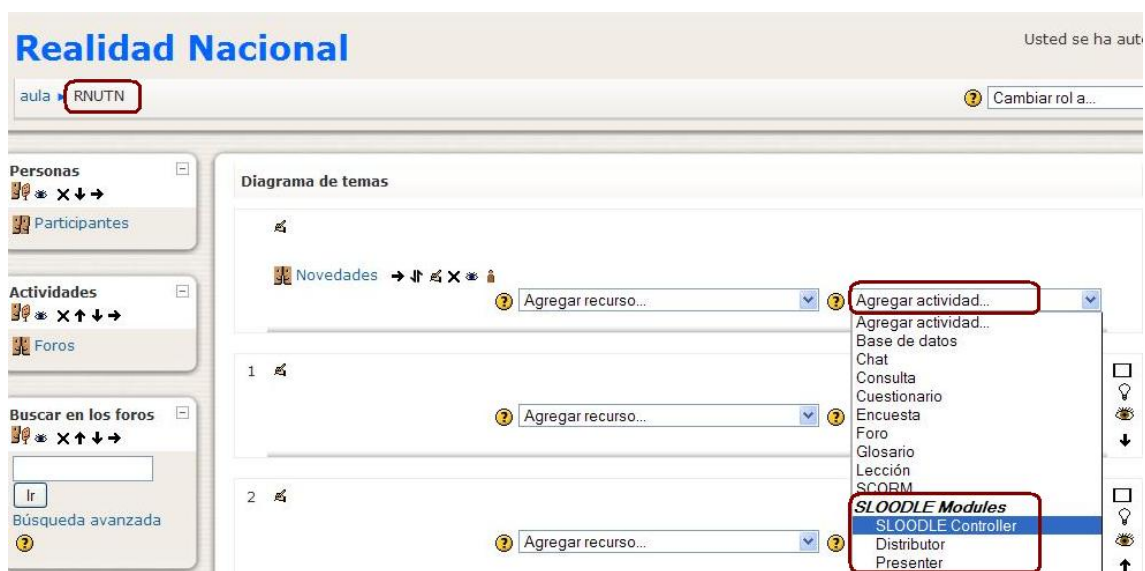 Realidad Nacional
Usted se ha aut
aula ► RNUTN
Cambiar rol a...
Personas
Participantes
Actividades
Foros
Buscar en los foros
Ir
Búsqueda avanzada
Diagrama de temas
Novedades
Agregar recurso...
Agregar actividad...
Agregar actividad...
Base de datos
Chat
Consulta
Cuestionario
Encuesta
Foro
Glosario
Lección
SCORM
SLOODLE Modules
SLOODLE Controller
Distributor
Presenter
1
Agregar recurso...
2
Agregar recurso...